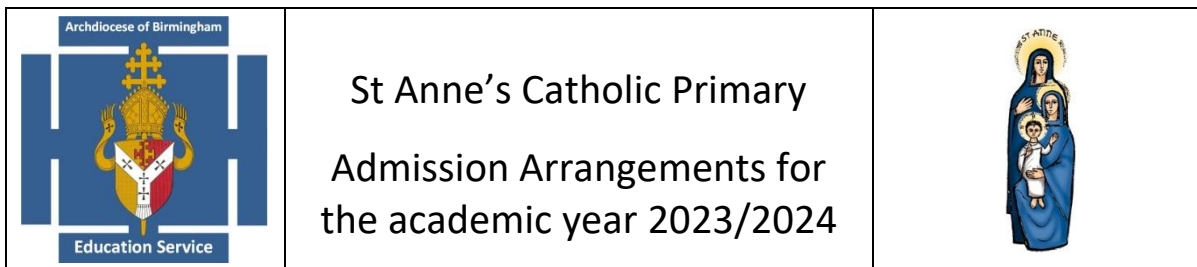 Archdiocese of Birmingham
Education Service
St Anne’s Catholic Primary
Admission Arrangements for
the academic year 2023/2024
ST ANNE